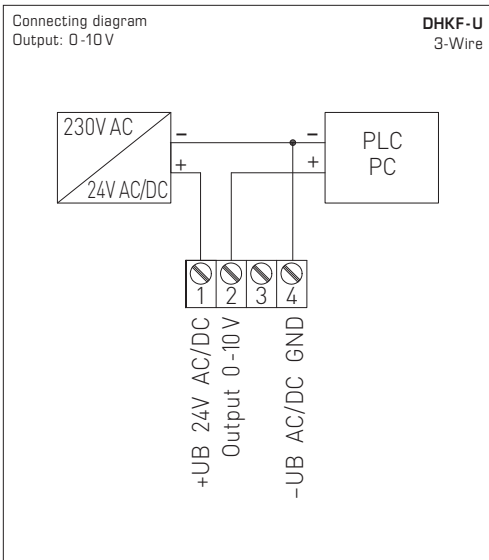 Connecting diagram
Output: 0-10 V
DHKF-U
3-Wire
230V AC
24V AC/DC
−
+
−
+
PLC
PC
1 2 3 4
+UB 24V AC/DC
Output 0-10 V
−UB AC/DC GND